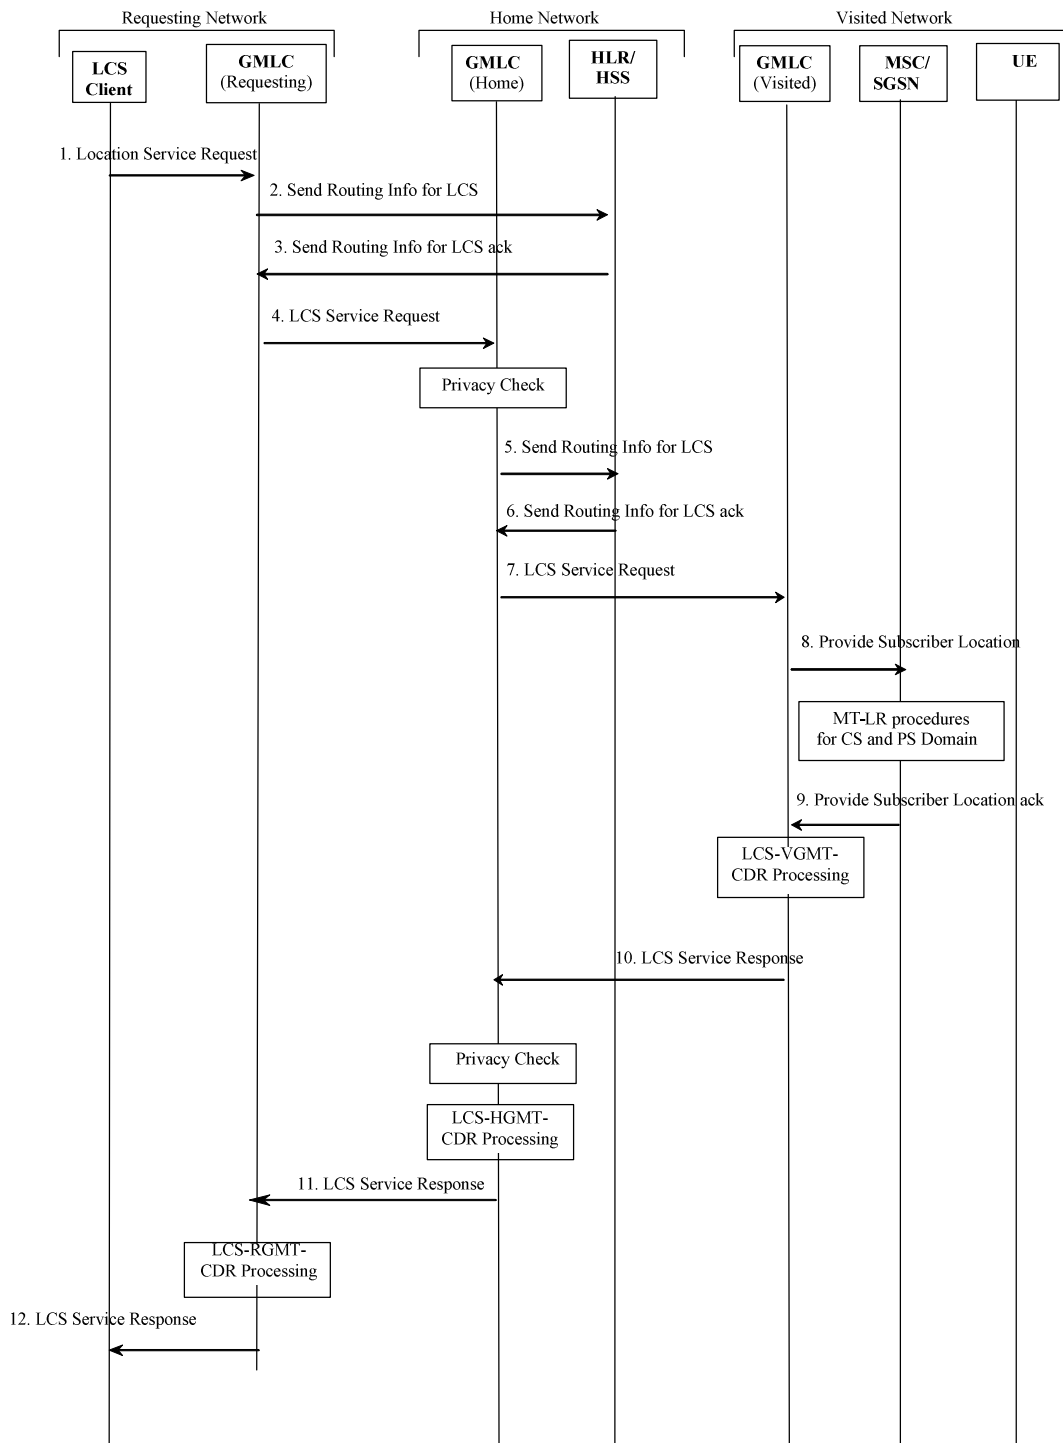 Requesting Network
Home Network
Visited Network
LCS
Client
GMLC
(Requesting)
GMLC
(Home)
HLR/
HSS
GMLC
(Visited)
MSC/
SGSN
UE
1. Location Service Request
2. Send Routing Info for LCS
3. Send Routing Info for LCS ack
4. LCS Service Request
Privacy Check
5. Send Routing Info for LCS
6. Send Routing Info for LCS ack
7. LCS Service Request
8. Provide Subscriber Location
MT-LR procedures
for CS and PS Domain
9. Provide Subscriber Location ack
LCS-VGMT-
CDR Processing
10. LCS Service Response
Privacy Check
LCS-HGMT-
CDR Processing
11. LCS Service Response
LCS-RGMT-
CDR Processing
12. LCS Service Response